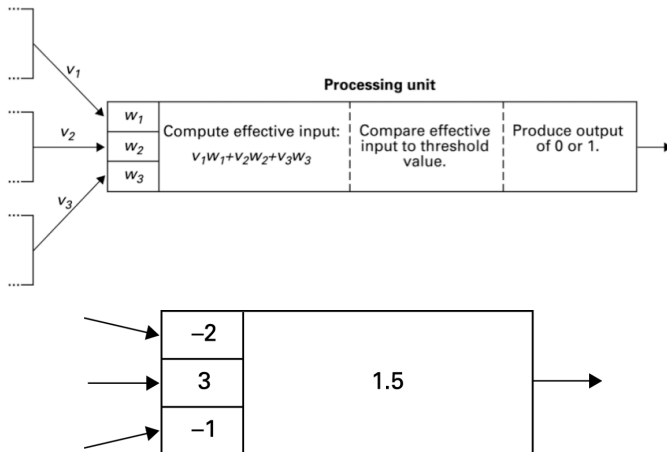 v1
v2
v3
Processing unit
w1
w2
w3
Compute effective input:
v1w1+v2w2+v3w3
Compare effective
input to threshold
value.
Produce output
of 0 or 1.
–2
3
–1
1.5